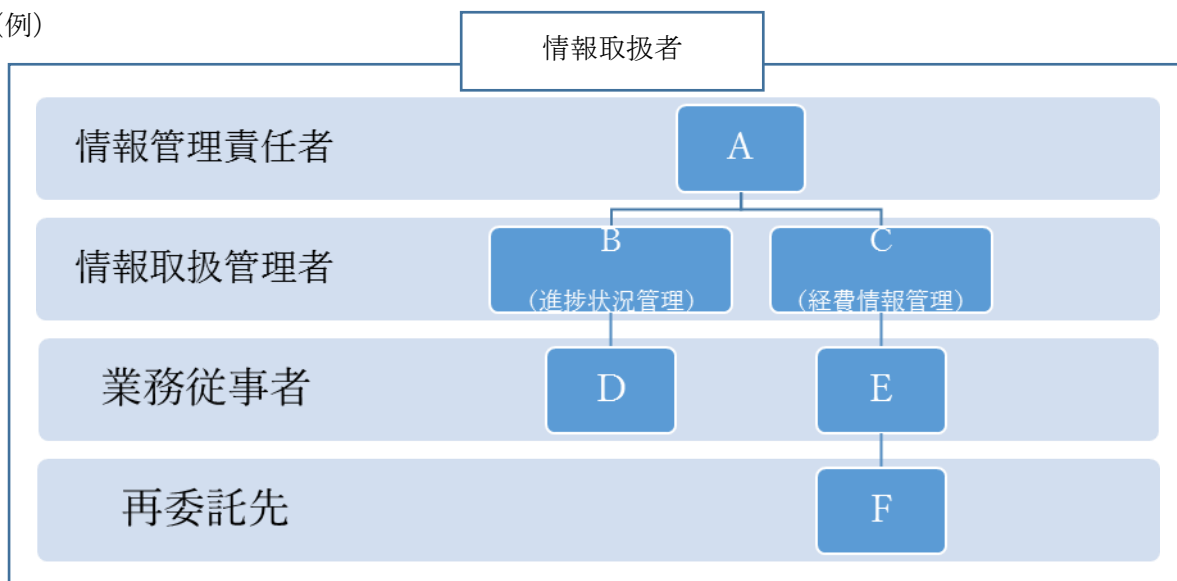 (例)
情報取扱者
情報管理責任者
A
情報取扱管理者
B
(進捗状況管理)
C
(経費情報管理)
業務従事者
D
E
再委託先
F